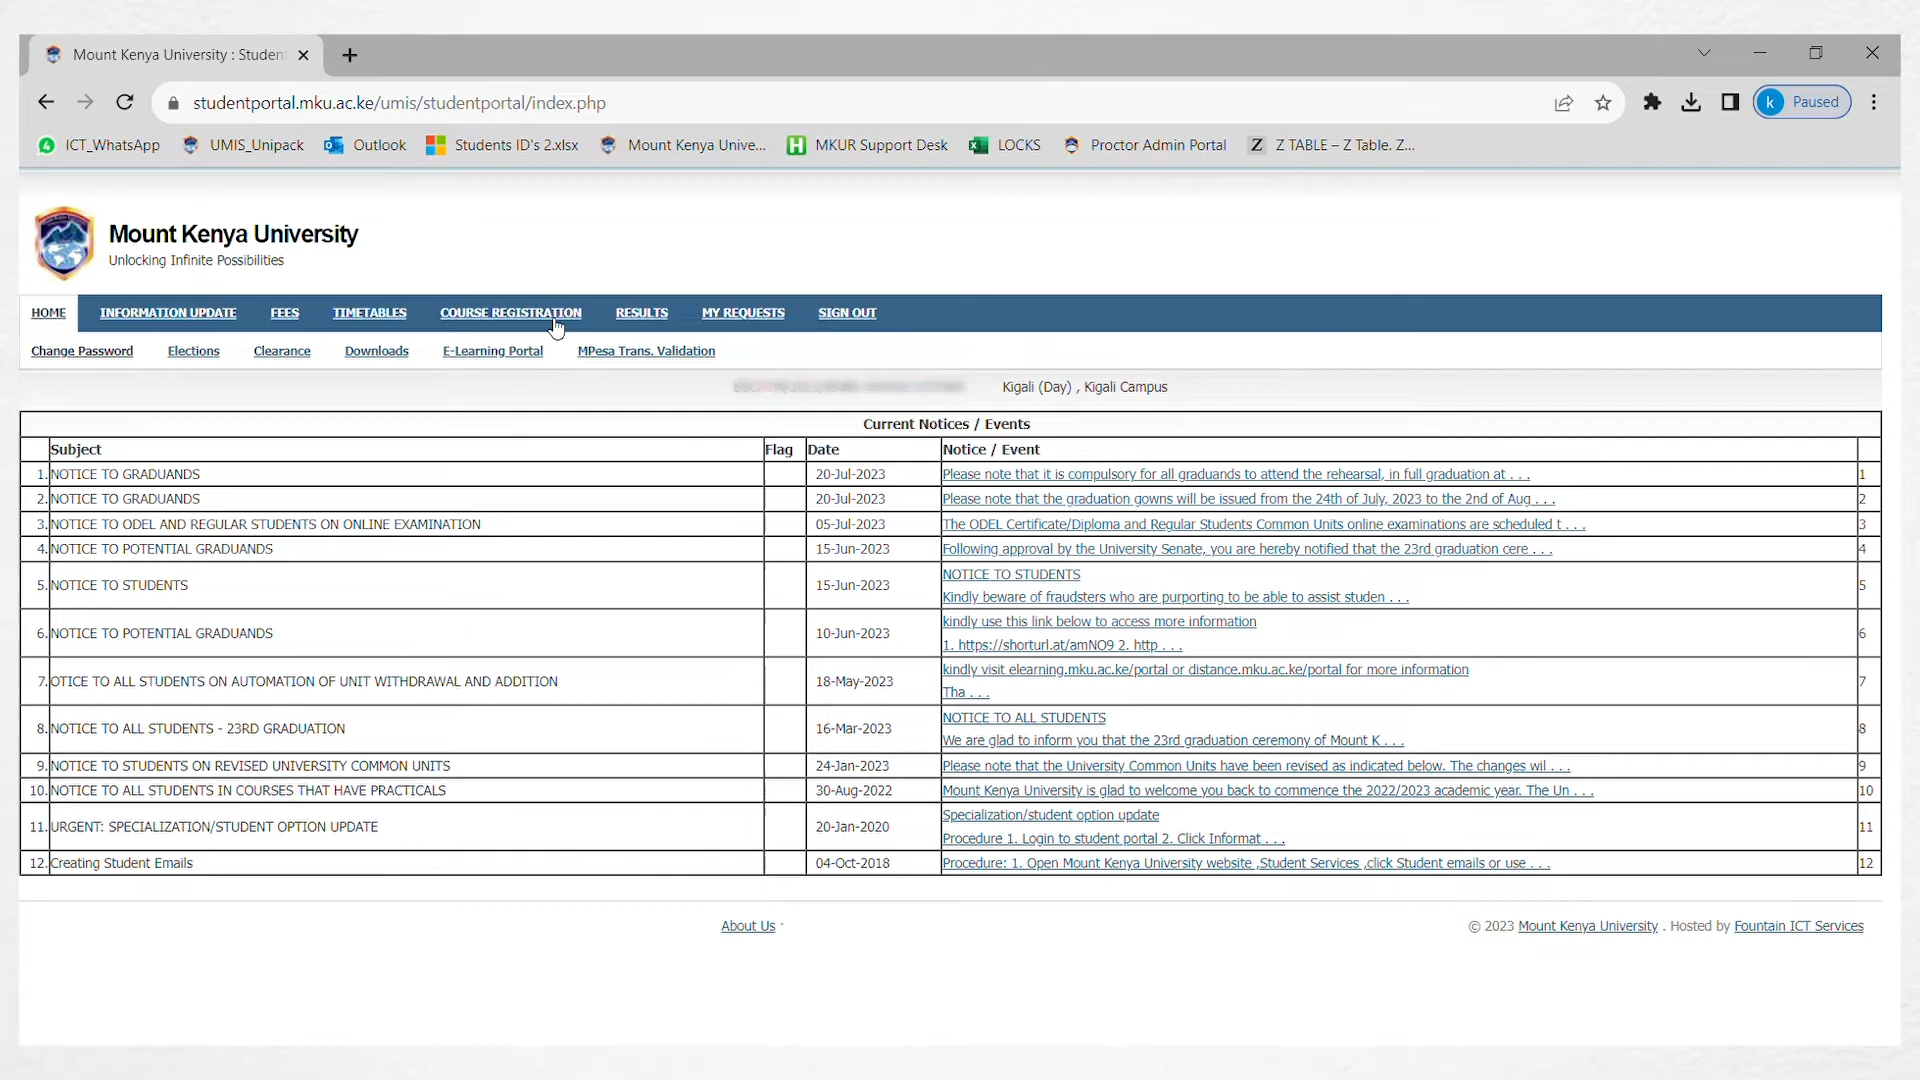 Mount Kenya University : Student
studentportal.mku.ac.ke/umis/studentportal/index.php
k Paused
4 ICT_WhatsApp UMIS_Unipack Outlook Students ID's 2.xlsx Mount Kenya Unive... H MKUR Support Desk LOCKS Proctor Admin Portal Z Z TABLE – Z Table. Z...
Mount Kenya University
Unlocking Infinite Possibilities
HOME INFORMATION UPDATE FEES TIMETABLES COURSE REGISTRATION RESULTS MY REQUESTS SIGN OUT
Change Password Elections Clearance Downloads E-Learning Portal MPesa Trans. Validation
Kigali (Day) , Kigali Campus
Current Notices / Events
Subject Flag Date Notice / Event
1. NOTICE TO GRADUANDS 20-Jul-2023 Please note that it is compulsory for all graduands to attend the rehearsal, in full graduation at . . . 1
2. NOTICE TO GRADUANDS 20-Jul-2023 Please note that the graduation gowns will be issued from the 24th of July, 2023 to the 2nd of Aug . . . 2
3. NOTICE TO ODEL AND REGULAR STUDENTS ON ONLINE EXAMINATION 05-Jul-2023 The ODEL Certificate/Diploma and Regular Students Common Units online examinations are scheduled t . . . 3
4. NOTICE TO POTENTIAL GRADUANDS 15-Jun-2023 Following approval by the University Senate, you are hereby notified that the 23rd graduation cere . . . 4
5. NOTICE TO STUDENTS 15-Jun-2023 NOTICE TO STUDENTS 5
Kindly beware of fraudsters who are purporting to be able to assist studen . . .
6. NOTICE TO POTENTIAL GRADUANDS 10-Jun-2023 kindly use this link below to access more information 6
1. https://shorturl.at/amNO9 2. http . . .
7. OTICE TO ALL STUDENTS ON AUTOMATION OF UNIT WITHDRAWAL AND ADDITION 18-May-2023 kindly visit elearning.mku.ac.ke/portal or distance.mku.ac.ke/portal for more information 7
Tha . . .
8. NOTICE TO ALL STUDENTS - 23RD GRADUATION 16-Mar-2023 NOTICE TO ALL STUDENTS 8
We are glad to inform you that the 23rd graduation ceremony of Mount K . . .
9. NOTICE TO STUDENTS ON REVISED UNIVERSITY COMMON UNITS 24-Jan-2023 Please note that the University Common Units have been revised as indicated below. The changes wil . . . 9
10. NOTICE TO ALL STUDENTS IN COURSES THAT HAVE PRACTICALS 30-Aug-2022 Mount Kenya University is glad to welcome you back to commence the 2022/2023 academic year. The Un . . . 10
11. URGENT: SPECIALIZATION/STUDENT OPTION UPDATE 20-Jan-2020 Specialization/student option update 11
Procedure 1. Login to student portal 2. Click Informat . . .
12. Creating Student Emails 04-Oct-2018 Procedure: 1. Open Mount Kenya University website ,Student Services ,click Student emails or use . . . 12
About Us · © 2023 Mount Kenya University . Hosted by Fountain ICT Services